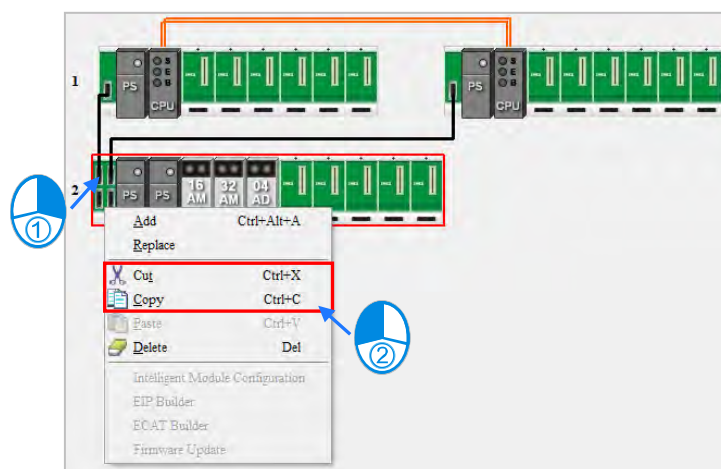 1
PS
CPU
S
E
B
PS
CPU
S
E
B
2
PS
PS
16
AM
32
AM
04
AD
①
Add Ctrl+Alt+A
Replace
Cut Ctrl+X
Copy Ctrl+C
Paste Ctrl+V
Delete Del
Intelligent Module Configuration
EIP Builder
ECAT Builder
Firmware Update
②